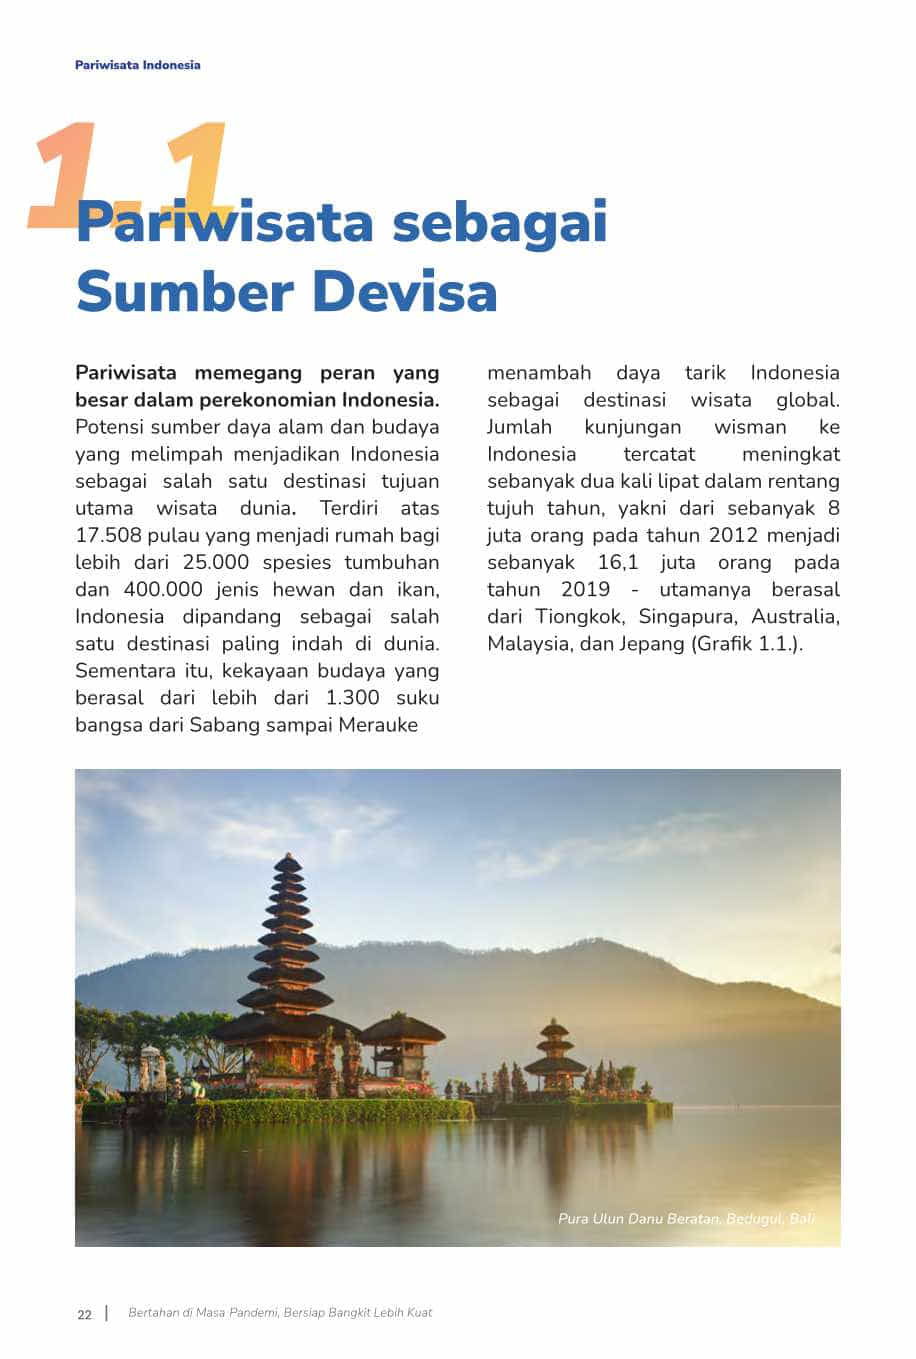 Pariwisata Indonesia
1.1
Pariwisata sebagai
Sumber Devisa
Pariwisata memegang peran yang
besar dalam perekonomian Indonesia.
Potensi sumber daya alam dan budaya
yang melimpah menjadikan Indonesia
sebagai salah satu destinasi tujuan
utama wisata dunia. Terdiri atas
17.508 pulau yang menjadi rumah bagi
lebih dari 25.000 spesies tumbuhan
dan 400.000 jenis hewan dan ikan,
Indonesia dipandang sebagai salah
satu destinasi paling indah di dunia.
Sementara itu, kekayaan budaya yang
berasal dari lebih dari 1.300 suku
bangsa dari Sabang sampai Merauke
menambah daya tarik Indonesia
sebagai destinasi wisata global.
Jumlah kunjungan wisman ke
Indonesia tercatat meningkat
sebanyak dua kali lipat dalam rentang
tujuh tahun, yakni dari sebanyak 8
juta orang pada tahun 2012 menjadi
sebanyak 16,1 juta orang pada
tahun 2019 - utamanya berasal
dari Tiongkok, Singapura, Australia,
Malaysia, dan Jepang (Grafik 1.1.).
Pura Ulun Danu Beratan, Bedugul, Bali
22 | Bertahan di Masa Pandemi, Bersiap Bangkit Lebih Kuat